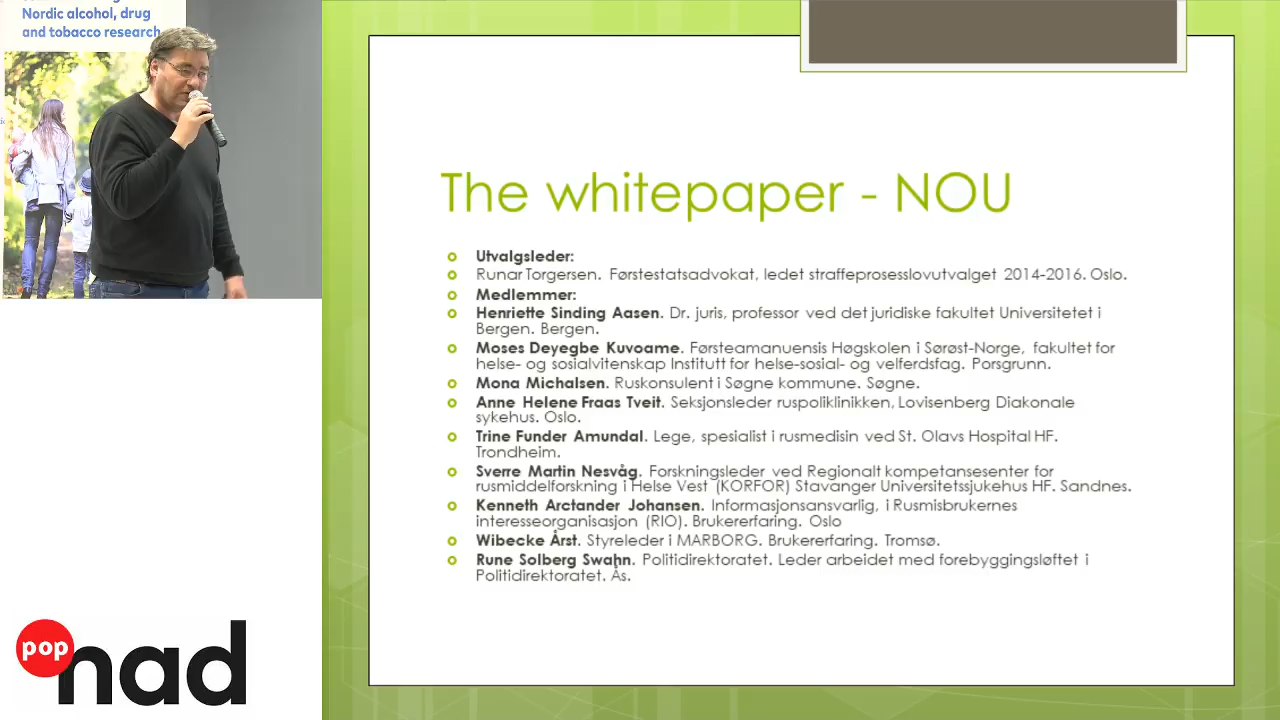 Nordic alcohol, drug
and tobacco research
The whitepaper - NOU
Utvalgsleder:
Runar Torgersen. Førstestatsadvokat, ledet straffeprosesslovutvalget 2014-2016. Oslo.
Medlemmer:
Henriette Sinding Aasen. Dr. juris, professor ved det juridiske fakultet Universitetet i
Bergen. Bergen.
Moses Deyegbe Kuvoame. Førsteamanuensis Høgskolen i Sørøst-Norge, fakultet for
helse- og sosialvitenskap Institutt for helse-sosial- og velferdsfag. Porsgrunn.
Mona Michalsen. Ruskonsulent i Søgne kommune. Søgne.
Anne Helene Fraas Tveit. Seksjonsleder ruspoliklinikken, Lovisenberg Diakonale
sykehus. Oslo.
Trine Funder Amundal. Lege, spesialist i rusmedisin ved St. Olavs Hospital HF.
Trondheim.
Sverre Martin Nesvåg. Forskningsleder ved Regionalt kompetansesenter for
rusmiddelforskning i Helse Vest (KORFOR) Stavanger Universitetssjukehus HF. Sandnes.
Kenneth Arctander Johansen. Informasjonsansvarlig, i Rusmisbrukernes
interesseorganisasjon (RIO). Brukererfaring. Oslo
Wibecke Årst. Styreleder i MARBORG. Brukererfaring. Tromsø.
Rune Solberg Swahn. Politidirektoratet. Leder arbeidet med forebyggingsløftet i
Politidirektoratet. Ås.
pop
nad